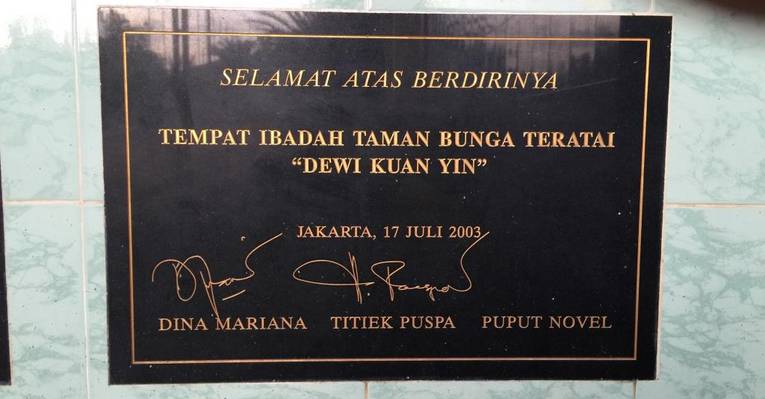 SELAMAT ATAS BERDIRINYA
TEMPAT IBADAH TAMAN BUNGA TERATAI
“DEWI KUAN YIN”
JAKARTA, 17 JULI 2003
DINA MARIANA TITIEK PUSPA PUPUT NOVEL